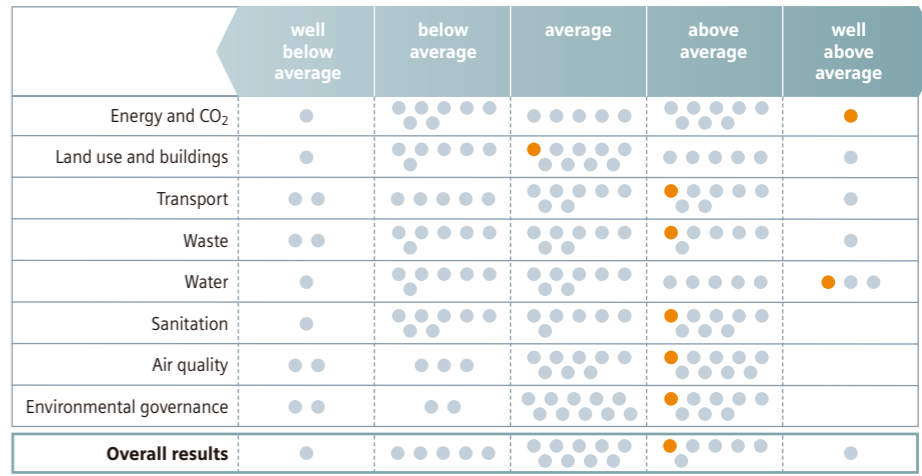 well
below
average
below
average
average
above
average
well
above
average
Energy and CO₂
Land use and buildings
Transport
Waste
Water
Sanitation
Air quality
Environmental governance
Overall results